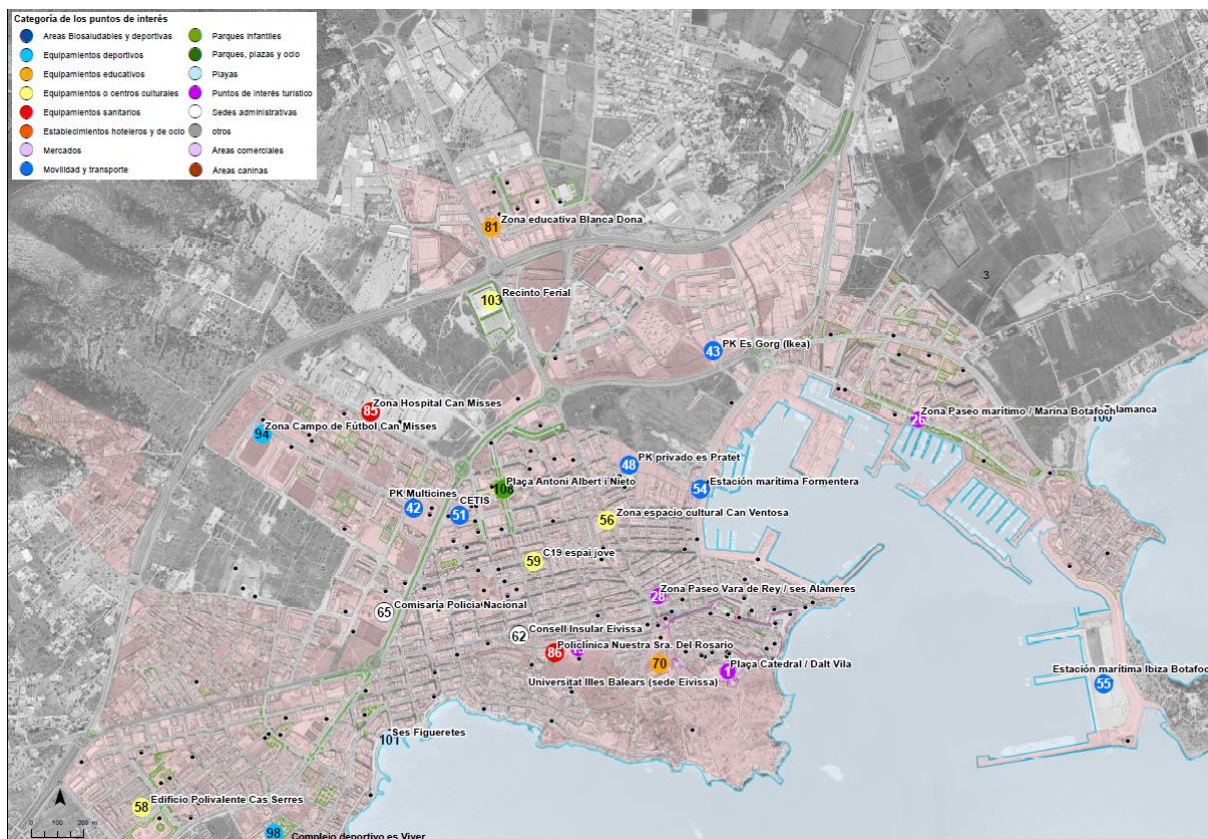 Categoría de los puntos de interés
Areas Biosaludables y deportivas
Equipamientos deportivos
Equipamientos educativos
Equipamientos o centros culturales
Equipamientos sanitarios
Establecimientos hoteleros y de ocio
Mercados
Movilidad y transporte
Parques infantiles
Parques, plazas y ocio
Playas
Puntos de interés turístico
Sedes administrativas
otros
Areas comerciales
Areas caninas
81 Zona educativa Blanca Dona
3
103 Recinto Ferial
43 PK Es Gorg (Ikea)
85 Zona Hospital Can Misses
94 Zona Campo de Fútbol Can Misses
26 Zona Paseo marítimo / Marina Botafoch
100 Talamanca
48 PK privado es Pratet
108 Plaça Antoni Albert i Nieto
54 Estación marítima Formentera
42 PK Multicines
51 CETIS
56 Zona espacio cultural Can Ventosa
59 C19 espai jove
28 Zona Paseo Vara de Rey / ses Alameres
65 Comisaría Policia Nacional
62 Consell Insular Eivissa
86 Policlínica Nuestra Sra. Del Rosario
70
1 Plaça Catedral / Dalt Vila
Universitat Illes Balears (sede Eivissa)
Estación marítima Ibiza Botafoc
55
101 Ses Figueretes
58 Edificio Polivalente Cas Serres
98 Complejo deportivo es Viver
0 100 200 m